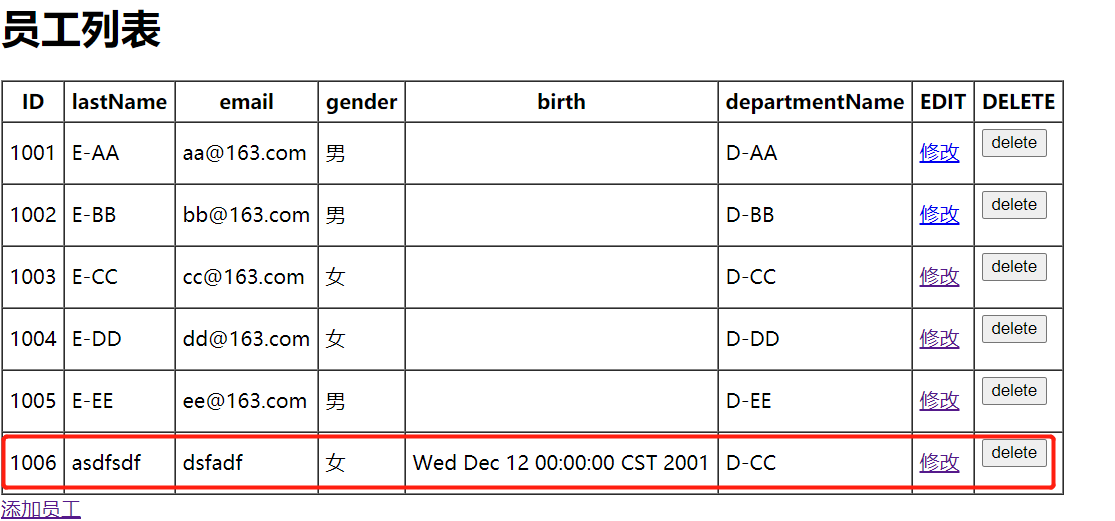 员工列表
ID lastName email gender birth departmentName EDIT DELETE
1001 E-AA aa@163.com 男 D-AA 修改 delete
1002 E-BB bb@163.com 男 D-BB 修改 delete
1003 E-CC cc@163.com 女 D-CC 修改 delete
1004 E-DD dd@163.com 女 D-DD 修改 delete
1005 E-EE ee@163.com 男 D-EE 修改 delete
1006 asdfsdf dsfadf 女 Wed Dec 12 00:00:00 CST 2001 D-CC 修改 delete
添加员工